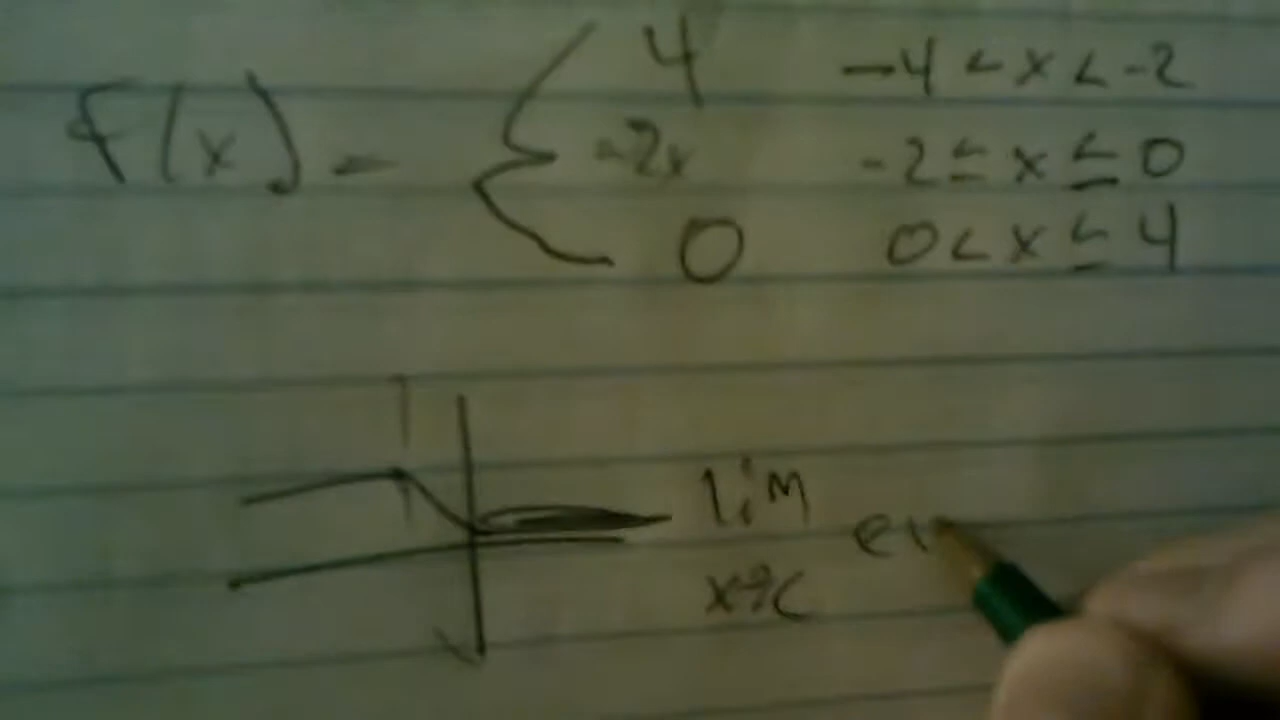 f(x) = { 4 -4 < x < -2
-2x -2 ≤ x ≤ 0
0 0 < x ≤ 4
lim
x→c